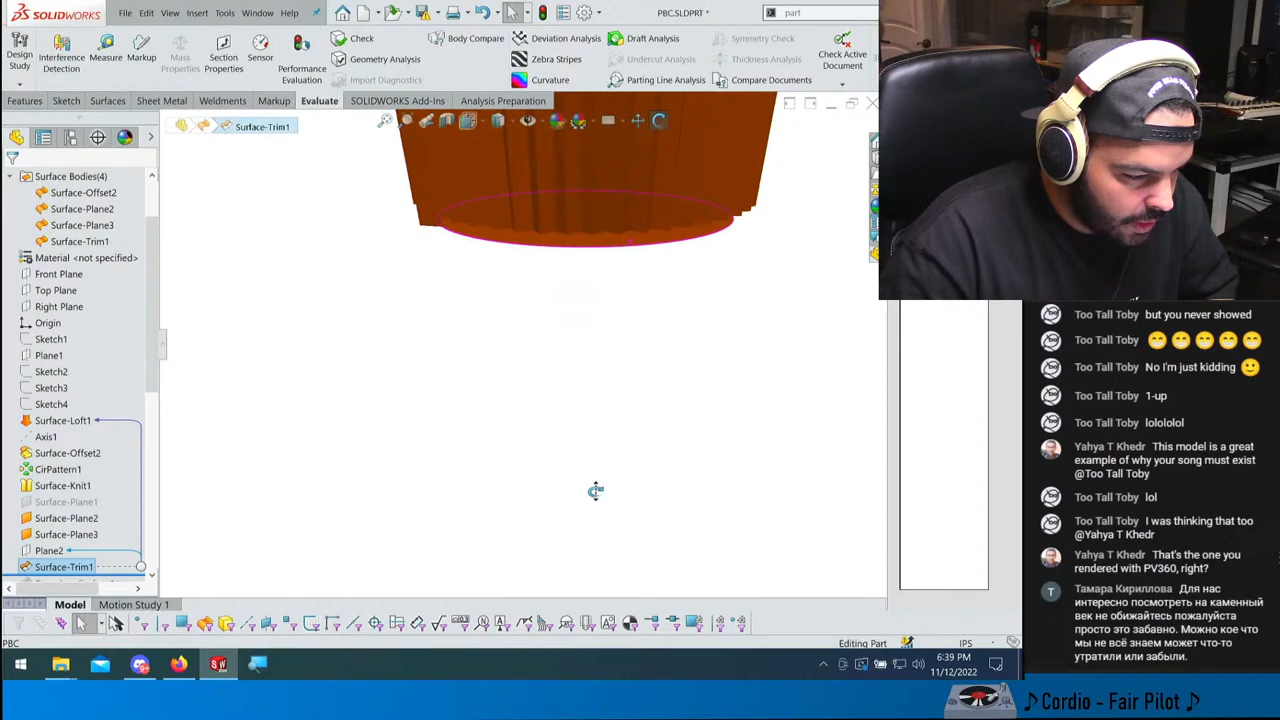 SOLIDWORKS File Edit View Insert Tools Window Help PBC.SLDPRT * part
Design Study
Interference Detection
Measure
Markup
Mass Properties
Section Properties
Sensor
Performance Evaluation
Check
Geometry Analysis
Import Diagnostics
Body Compare
Deviation Analysis
Zebra Stripes
Curvature
Draft Analysis
Undercut Analysis
Parting Line Analysis
Symmetry Check
Thickness Analysis
Compare Documents
Check Active Document
Features Sketch Surfaces Sheet Metal Weldments Markup Evaluate SOLIDWORKS Add-Ins Analysis Preparation
Surface-Trim1
Surface Bodies(4)
Surface-Offset2
Surface-Plane2
Surface-Plane3
Surface-Trim1
Material <not specified>
Front Plane
Top Plane
Right Plane
Origin
Sketch1
Plane1
Sketch2
Sketch3
Sketch4
Surface-Loft1
Axis1
Surface-Offset2
CirPattern1
Surface-Knit1
Surface-Plane1
Surface-Plane2
Surface-Plane3
Plane2
Surface-Trim1
Model Motion Study 1
PBC Editing Part IPS
6:39 PM
11/12/2022
Too Tall Toby but you never showed
Too Tall Toby
Too Tall Toby No I'm just kidding
Too Tall Toby 1-up
Too Tall Toby lolololol
Yahya T Khedr This model is a great
example of why your song must exist
@Too Tall Toby
Yahya T Khedr lol
Too Tall Toby I was thinking that too
@Yahya T Khedr
Yahya T Khedr That's the one you
rendered with PV360, right?
Т Тамара Кириллова Для нас
интересно посмотреть на каменный
век не обижайтесь пожалуйста
просто это забавно. Можно кое что
мы не всё знаем может что-то
утратили или забыли.
♪ Cordio - Fair Pilot ♪